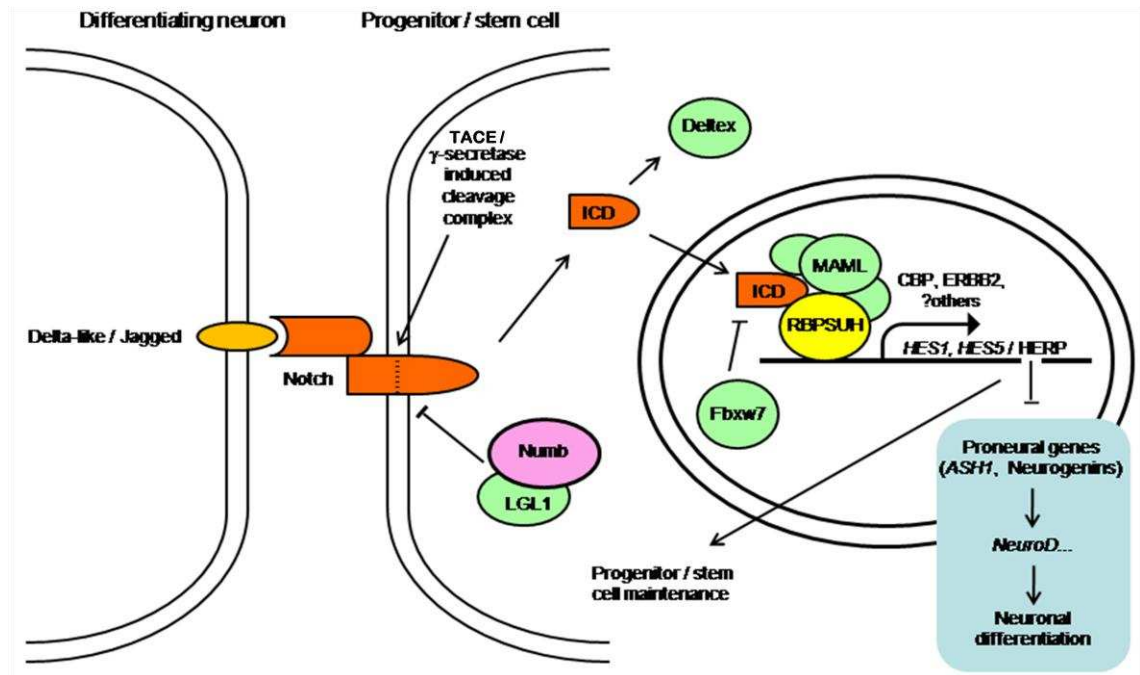 Differentiating neuron
Progenitor / stem cell
Deltex
TACE /
γ-secretase
induced
cleavage
complex
ICD
MAML
ICD
CBP, ERBB2,
?others
RBPSUH
Delta-like / Jagged
HES1, HES5 / HERP
Notch
Fbxw7
Numb
LGL1
Proneural genes
(ASH1, Neurogenins)
NeuroD...
Progenitor / stem
cell maintenance
Neuronal
differentiation